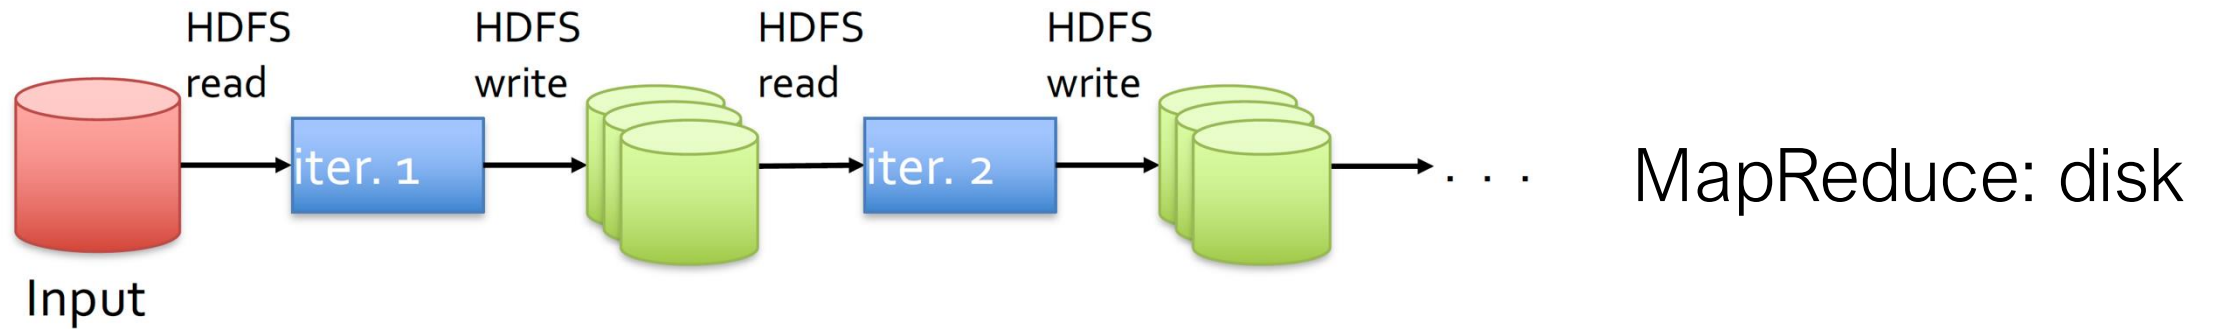 HDFS
read
HDFS
write
HDFS
read
HDFS
write
iter. 1
iter. 2
. . .
MapReduce: disk
Input